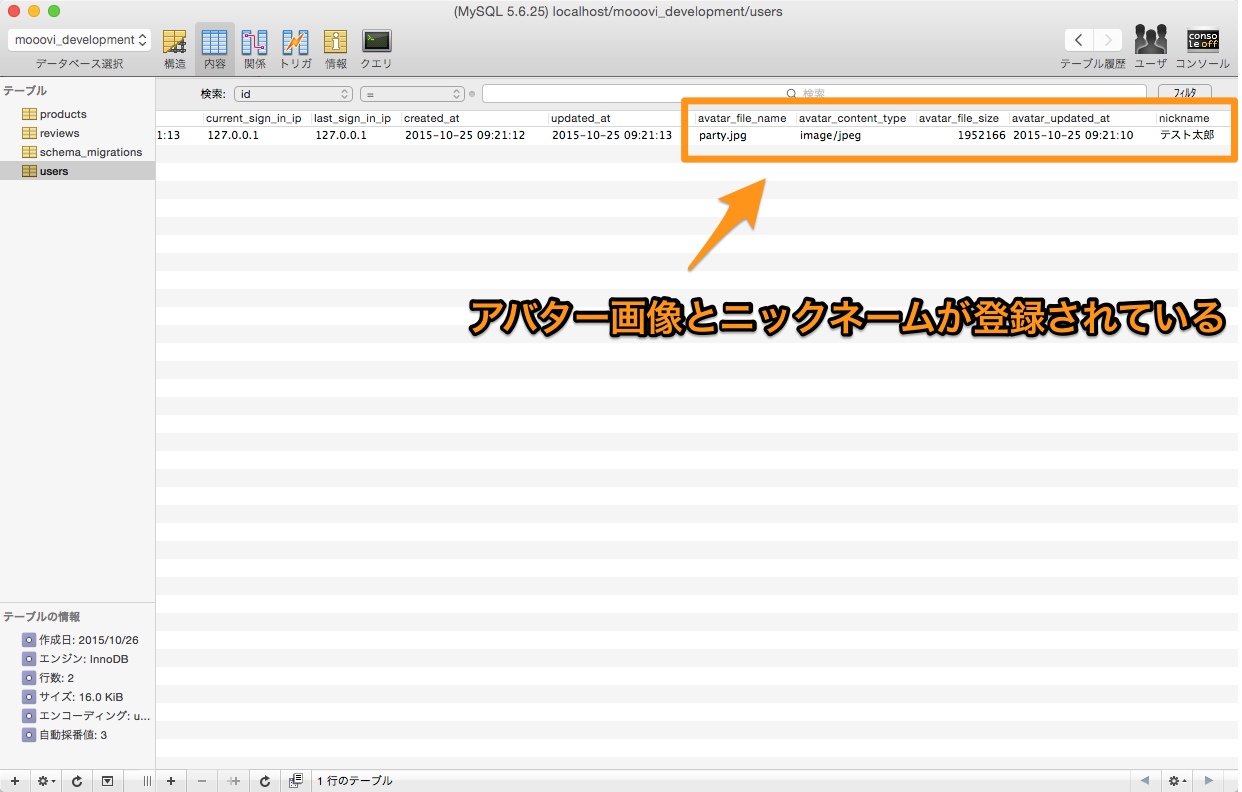 (MySQL 5.6.25) localhost/mooovi_development/users
mooovi_development
データベース選択
構造
内容
関係
トリガ
情報
クエリ
テーブル履歴
ユーザ
conso
le off
コンソール
テーブル
products
reviews
schema_migrations
users
検索: id = 検索 フィルタ
current_sign_in_ip last_sign_in_ip created_at updated_at avatar_file_name avatar_content_type avatar_file_size avatar_updated_at nickname
1:13 127.0.0.1 127.0.0.1 2015-10-25 09:21:12 2015-10-25 09:21:13 party.jpg image/jpeg 1952166 2015-10-25 09:21:10 テスト太郎
アバター画像とニックネームが登録されている
テーブルの情報
作成日: 2015/10/26
エンジン: InnoDB
行数: 2
サイズ: 16.0 KiB
エンコーディング: u...
自動採番値: 3
1 行のテーブル